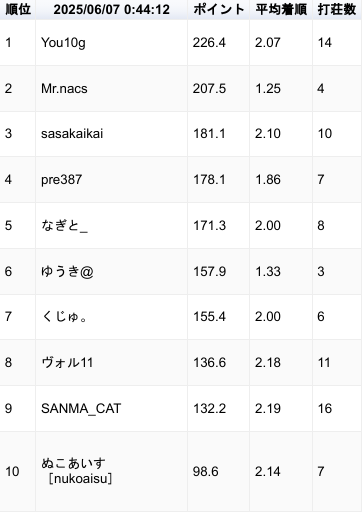 順位 2025/06/07 0:44:12 ポイント 平均着順 打荘数
1 You10g 226.4 2.07 14
2 Mr.nacs 207.5 1.25 4
3 sasakaikai 181.1 2.10 10
4 pre387 178.1 1.86 7
5 なぎと_ 171.3 2.00 8
6 ゆうき@ 157.9 1.33 3
7 くじゅ。 155.4 2.00 6
8 ヴォル11 136.6 2.18 11
9 SANMA_CAT 132.2 2.19 16
10 ぬこあいす 98.6 2.14 7
［nukoaisu］